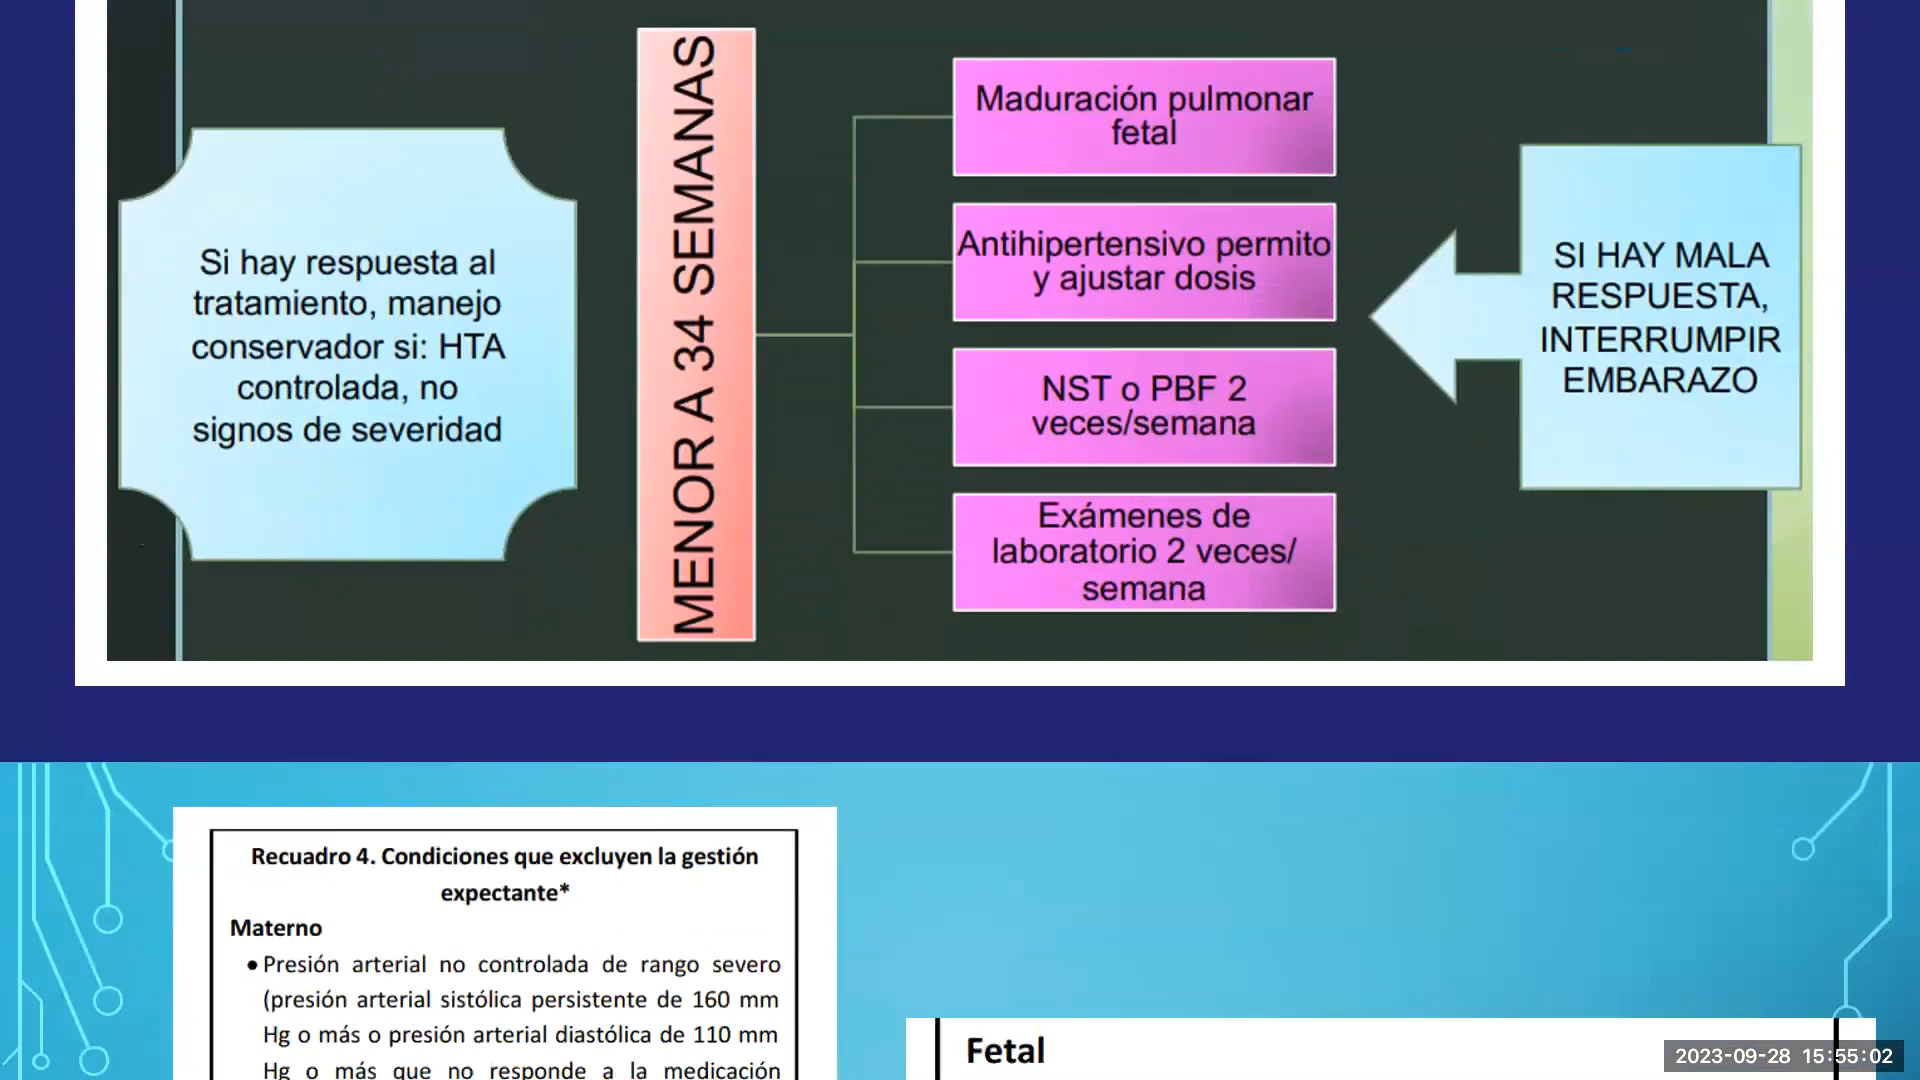 Si hay respuesta al
tratamiento, manejo
conservador si: HTA
controlada, no
signos de severidad
MENOR A 34 SEMANAS
Maduración pulmonar
fetal
Antihipertensivo permito
y ajustar dosis
NST o PBF 2
veces/semana
Exámenes de
laboratorio 2 veces/
semana
SI HAY MALA
RESPUESTA,
INTERRUMPIR
EMBARAZO
Recuadro 4. Condiciones que excluyen la gestión
expectante*
Materno
• Presión arterial no controlada de rango severo
(presión arterial sistólica persistente de 160 mm
Hg o más o presión arterial diastólica de 110 mm
Hg o más que no responde a la medicación
Fetal
2023-09-28 15:55:02